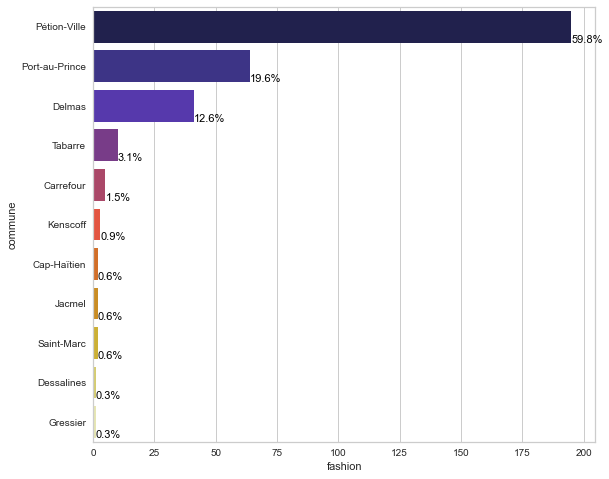 Pétion-Ville
59.8%
Port-au-Prince
19.6%
Delmas
12.6%
Tabarre
3.1%
Carrefour
1.5%
commune
Kenscoff
0.9%
Cap-Haïtien
0.6%
Jacmel
0.6%
Saint-Marc
0.6%
Dessalines
0.3%
Gressier
0.3%
0 25 50 75 100 125 150 175 200
fashion